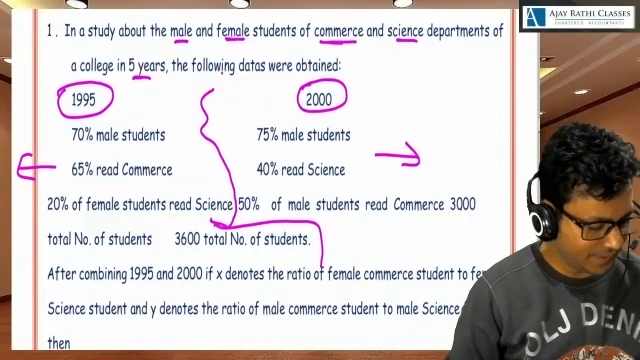 AJAY RATHI CLASSES
CHARTERED ACCOUNTANT
1. In a study about the male and female students of commerce and science departments of
a college in 5 years, the following datas were obtained:
1995 2000
70% male students 75% male students
65% read Commerce 40% read Science
20% of female students read Science 50% of male students read Commerce 3000
total No. of students 3600 total No. of students.
After combining 1995 and 2000 if x denotes the ratio of female commerce student to
Science student and y denotes the ratio of male commerce student to male Science
then
OLJ DENI